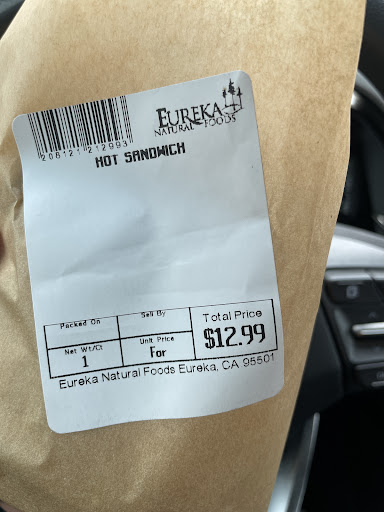 EUREKA
NATURAL FOODS
208121 212993
HOT SANDWICH
Packed On
Sell By
Total Price
$12.99
Net Wt/Ct
1
Unit Price
For
Eureka Natural Foods Eureka, CA 95501